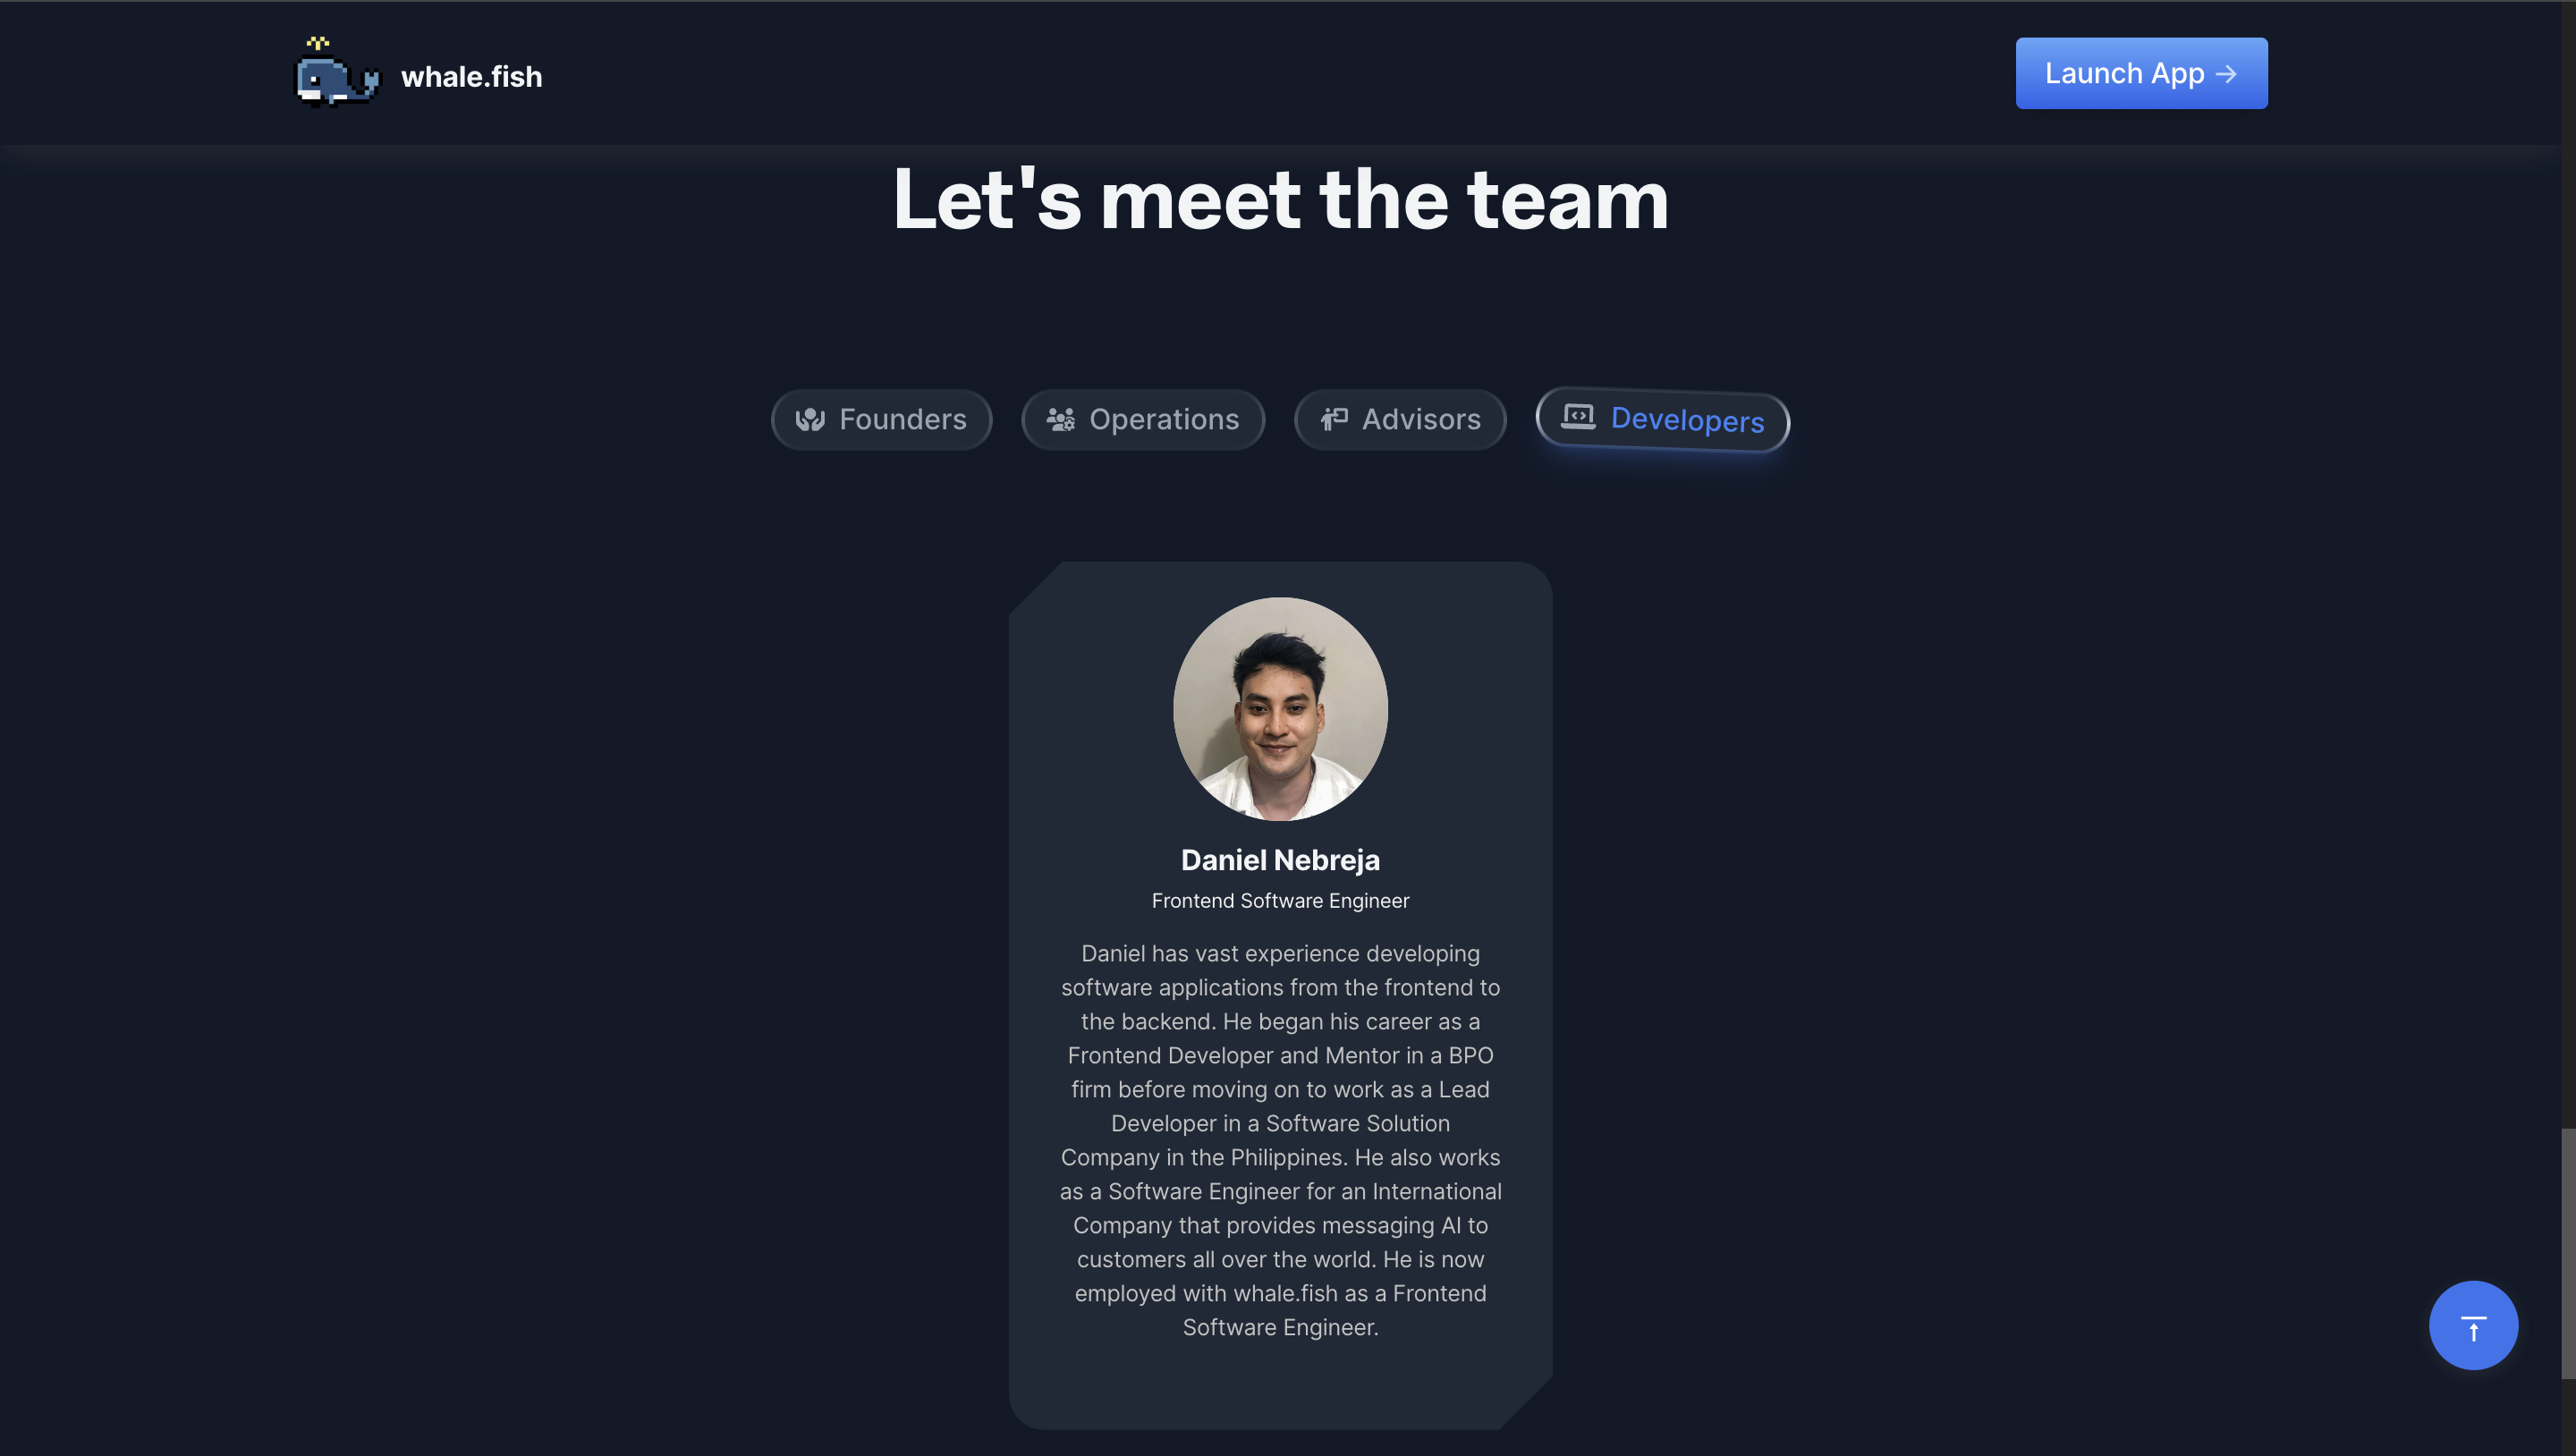 whale.fish
Launch App →
Let's meet the team
Founders
Operations
Advisors
Developers
Daniel Nebreja
Frontend Software Engineer
Daniel has vast experience developing
software applications from the frontend to
the backend. He began his career as a
Frontend Developer and Mentor in a BPO
firm before moving on to work as a Lead
Developer in a Software Solution
Company in the Philippines. He also works
as a Software Engineer for an International
Company that provides messaging AI to
customers all over the world. He is now
employed with whale.fish as a Frontend
Software Engineer.